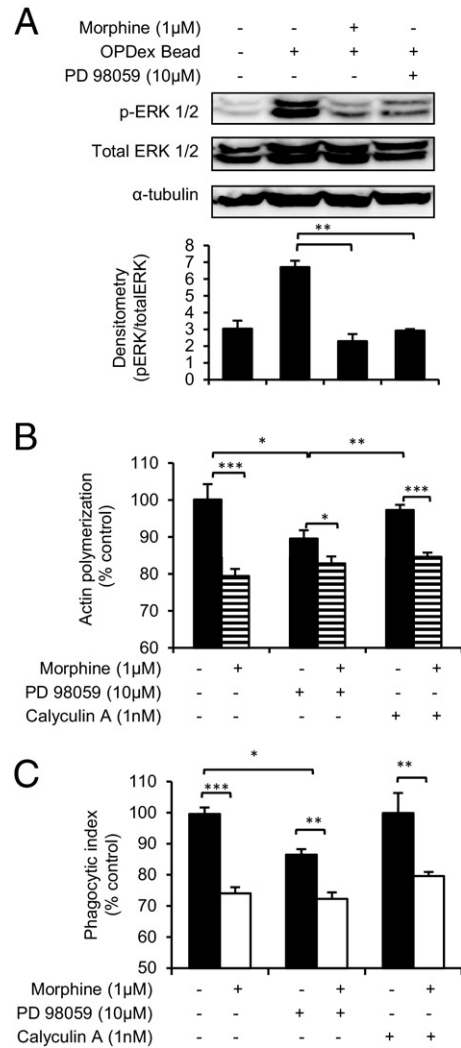 A
Morphine (1µM) - - + -
OPDex Bead - + + +
PD 98059 (10µM) - - - +
p-ERK 1/2
Total ERK 1/2
α-tubulin
**
8
7
6
5
4
3
2
1
0
Densitometry
(pERK/totalERK)
B
* **
*** * ***
110
100
90
80
70
60
Actin polymerization
(% control)
Morphine (1µM) - + - + - +
PD 98059 (10µM) - - + + - -
Calyculin A (1nM) - - - - + +
C
*
*** ** **
110
100
90
80
70
60
50
Phagocytic index
(% control)
Morphine (1µM) - + - + - +
PD 98059 (10µM) - - + + - -
Calyculin A (1nM) - - - - + +